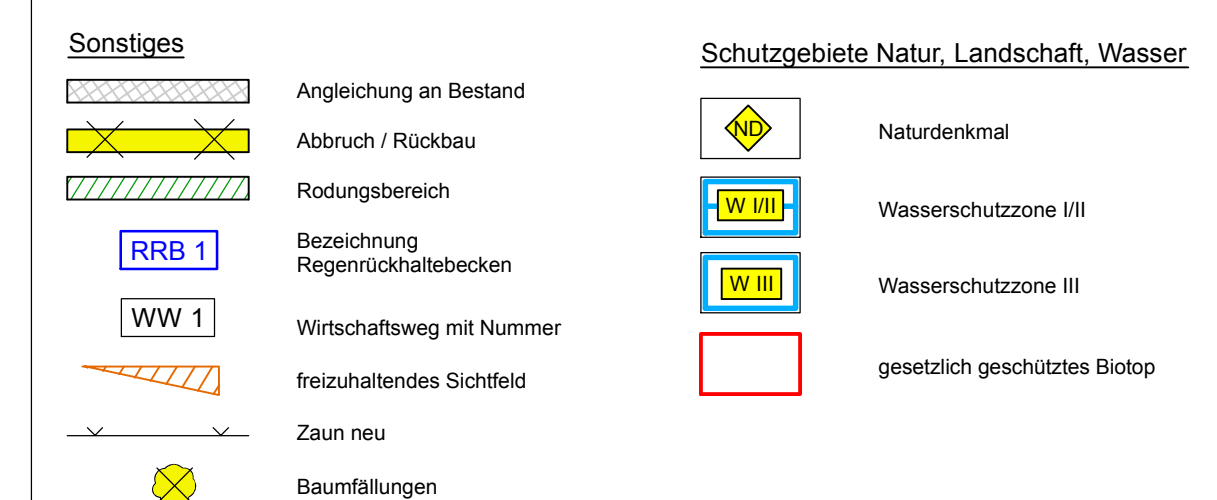 Sonstiges
Angleichung an Bestand
Abbruch / Rückbau
Rodungsbereich
RRB 1
Bezeichnung
Regenrückhaltebecken
WW 1
Wirtschaftsweg mit Nummer
freizuhaltendes Sichtfeld
Zaun neu
Baumfällungen
Schutzgebiete Natur, Landschaft, Wasser
ND
Naturdenkmal
W I/II
Wasserschutzzone I/II
W III
Wasserschutzzone III
gesetzlich geschütztes Biotop